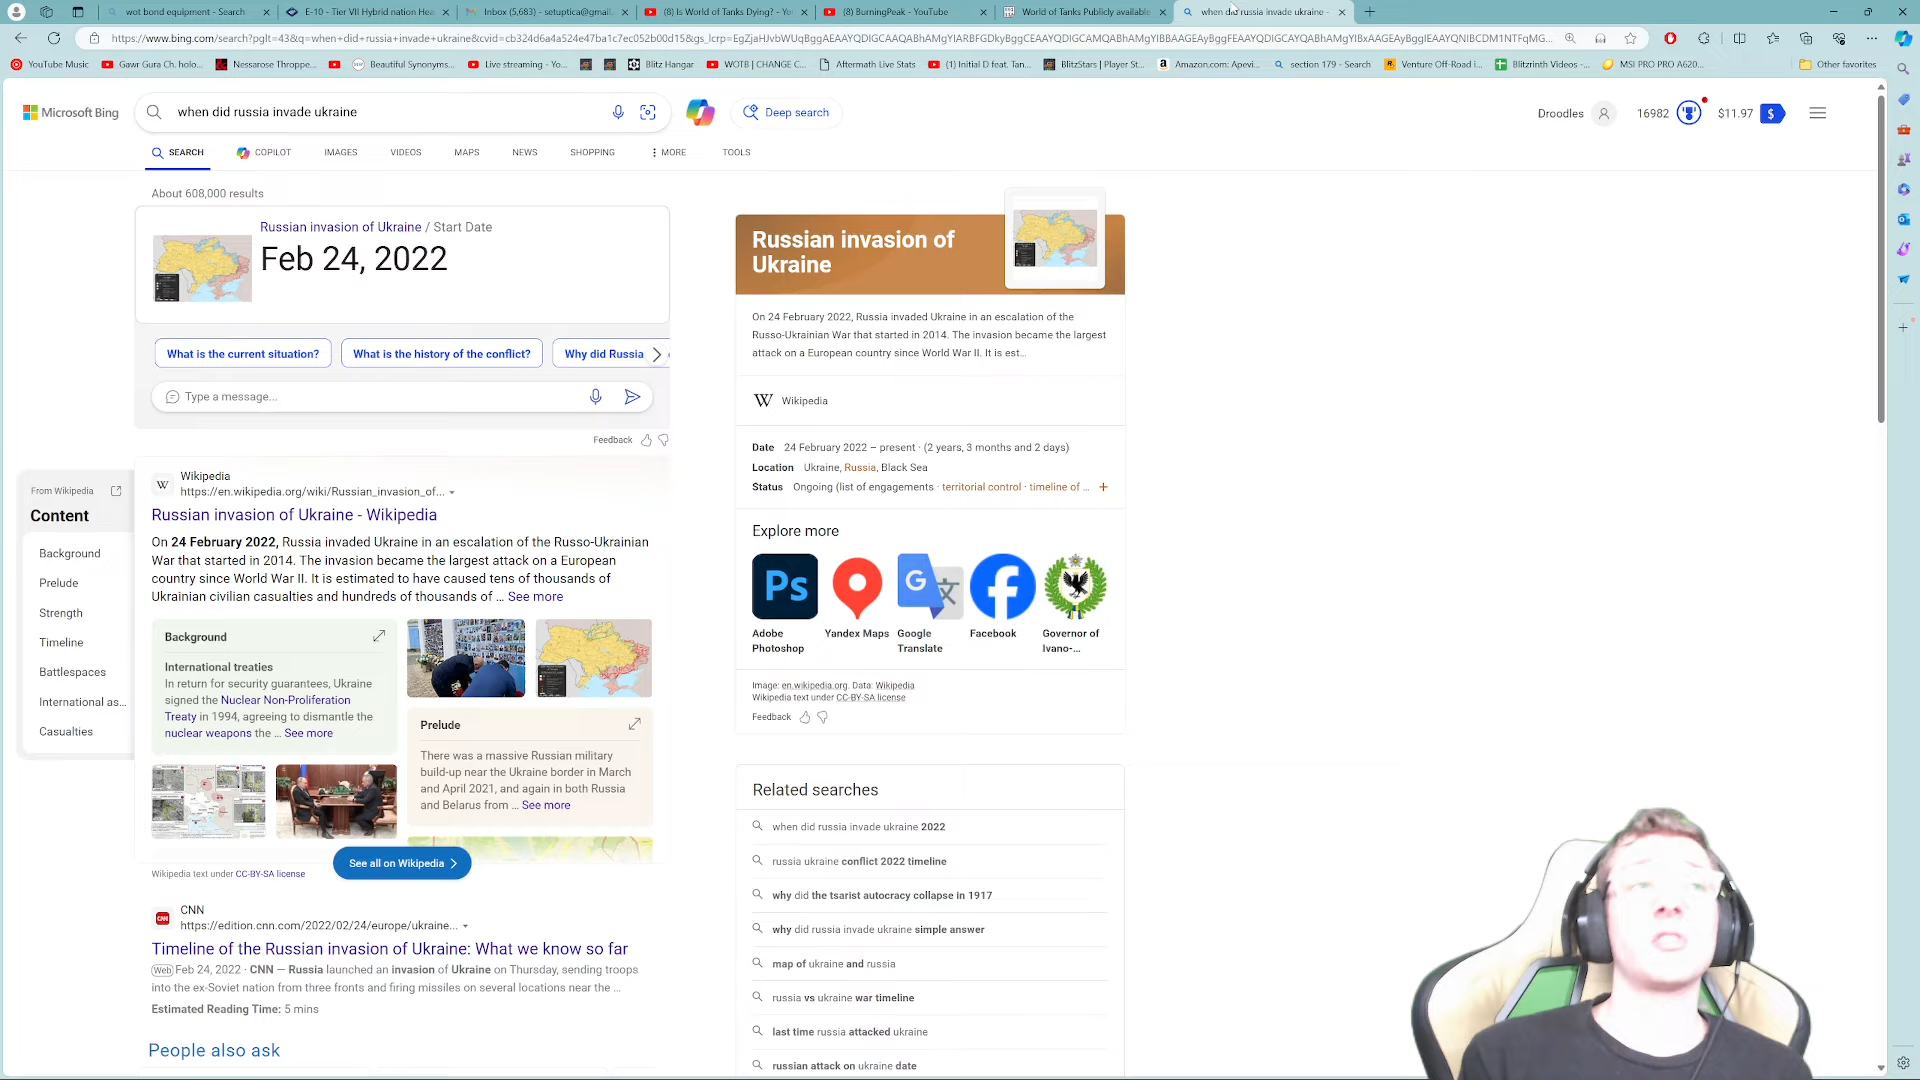 wot bond equipment - Search
E-10 - Tier VII Hybrid nation Hea
Inbox (5,683) - setuptica@gmail.
(8) Is World of Tanks Dying? - Yo
(8) BurningPeak - YouTube
World of Tanks Publicly available
when did russia invade ukraine -
https://www.bing.com/search?pglt=43&q=when+did+russia+invade+ukraine&cvid=cb324d6a4a524e47ba1c7ec052b00d15&gs_lcrp=EgZjaHJvbWUqBggAEAAYQDIGCAAQABhAMgYIARBFGDkyBggCEAAYQDIGCAMQABhAMgYIBBAAGEAyBggFEAAYQDIGCAYQABhAMgYIBxAAGEAyBggIEAAYQNIBCDM1NTFqMG...
YouTube Music
Gawr Gura Ch. holo...
Nessarose Throppe...
Beautiful Synonyms...
Live streaming - Yo...
Blitz Hangar
WOTB | CHANGE C...
Aftermath Live Stats
(1) Initial D feat. Tan...
BlitzStars | Player St...
Amazon.com: Apevi...
section 179 - Search
Venture Off-Road i...
Blitzrinth Videos -...
MSI PRO PRO A620...
Other favorites
Microsoft Bing
when did russia invade ukraine
Deep search
Droodles
16982
$11.97
SEARCH
COPILOT
IMAGES
VIDEOS
MAPS
NEWS
SHOPPING
MORE
TOOLS
About 608,000 results
Russian invasion of Ukraine / Start Date
Feb 24, 2022
What is the current situation?
What is the history of the conflict?
Why did Russia
Type a message...
Feedback
From Wikipedia
Content
Background
Prelude
Strength
Timeline
Battlespaces
International as...
Casualties
Wikipedia
https://en.wikipedia.org/wiki/Russian_invasion_of...
Russian invasion of Ukraine - Wikipedia
On 24 February 2022, Russia invaded Ukraine in an escalation of the Russo-Ukrainian
War that started in 2014. The invasion became the largest attack on a European
country since World War II. It is estimated to have caused tens of thousands of
Ukrainian civilian casualties and hundreds of thousands of ... See more
Background
International treaties
In return for security guarantees, Ukraine
signed the Nuclear Non-Proliferation
Treaty in 1994, agreeing to dismantle the
nuclear weapons the ... See more
Prelude
There was a massive Russian military
build-up near the Ukraine border in March
and April 2021, and again in both Russia
and Belarus from ... See more
See all on Wikipedia
Wikipedia text under CC-BY-SA license
CNN
https://edition.cnn.com/2022/02/24/europe/ukraine...
Timeline of the Russian invasion of Ukraine: What we know so far
Web Feb 24, 2022 · CNN — Russia launched an invasion of Ukraine on Thursday, sending troops
into the ex-Soviet nation from three fronts and firing missiles on several locations near the ...
Estimated Reading Time: 5 mins
People also ask
Russian invasion of
Ukraine
On 24 February 2022, Russia invaded Ukraine in an escalation of the
Russo-Ukrainian War that started in 2014. The invasion became the largest
attack on a European country since World War II. It is est...
W Wikipedia
Date 24 February 2022 – present · (2 years, 3 months and 2 days)
Location Ukraine, Russia, Black Sea
Status Ongoing (list of engagements · territorial control · timeline of ...
Explore more
Ps
Adobe
Photoshop
Yandex Maps
Google
Translate
Facebook
Governor of
Ivano-...
Image: en.wikipedia.org. Data: Wikipedia
Wikipedia text under CC-BY-SA license
Feedback
Related searches
when did russia invade ukraine 2022
russia ukraine conflict 2022 timeline
why did the tsarist autocracy collapse in 1917
why did russia invade ukraine simple answer
map of ukraine and russia
russia vs ukraine war timeline
last time russia attacked ukraine
russian attack on ukraine date